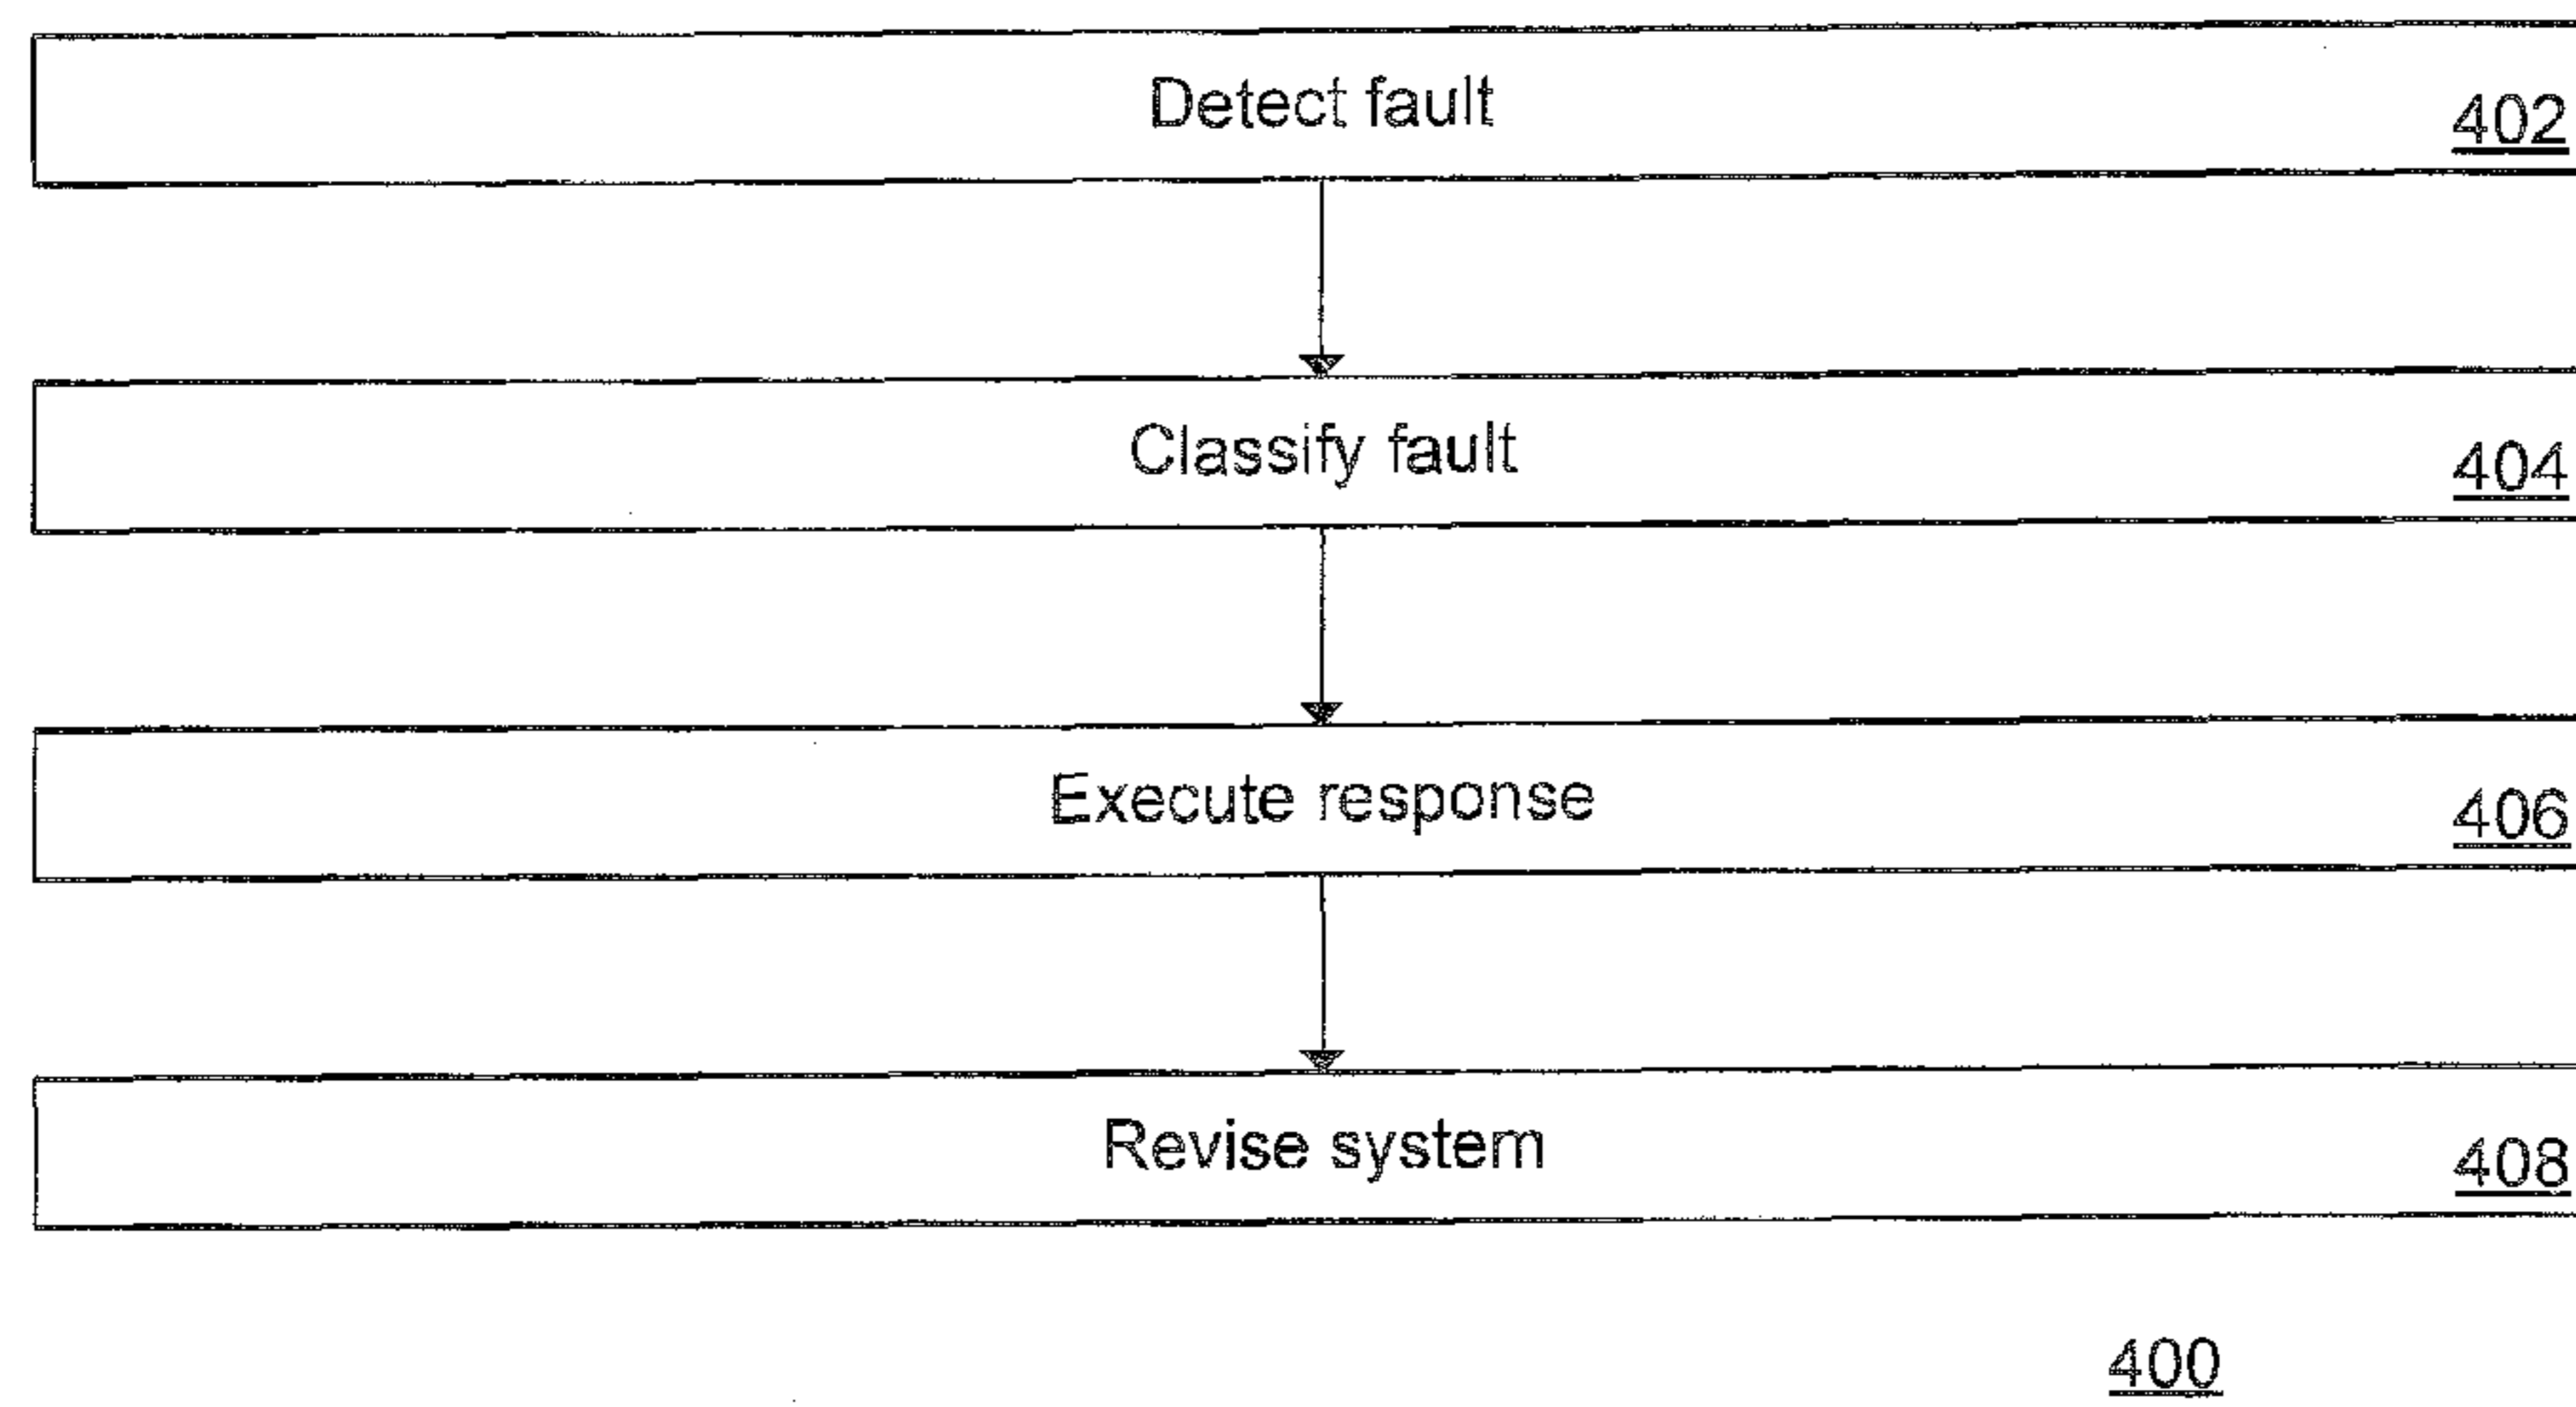 Detect fault
402
Classify fault
404
Execute response
406
Revise system
408
400